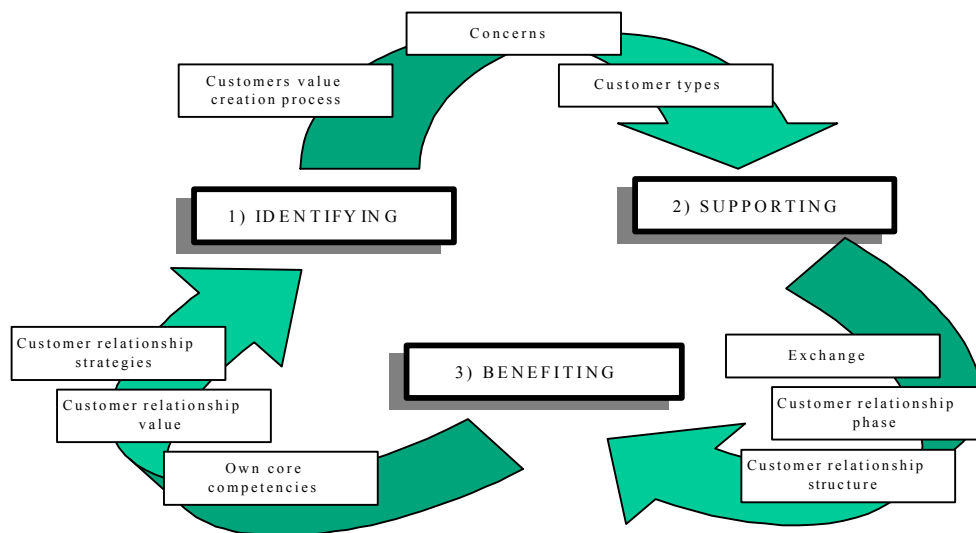 Concerns
Customers value
creation process
Customer types
1) IDENTIFYING
2) SUPPORTING
Customer relationship
strategies
Exchange
3) BENEFITING
Customer relationship
value
Customer relationship
phase
Own core
competencies
Customer relationship
structure